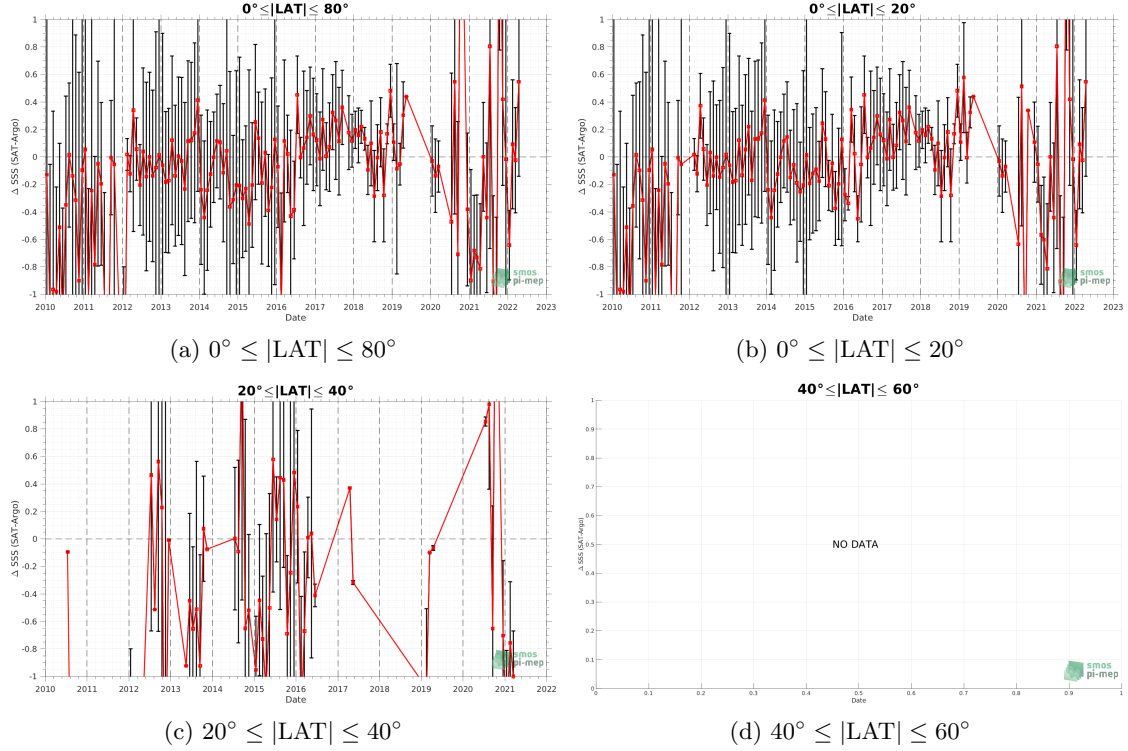 0°≤|LAT|≤ 80°
Δ SSS (SAT-Argo)
1
0.8
0.6
0.4
0.2
0
-0.2
-0.4
-0.6
-0.8
-1
2010 2011 2012 2013 2014 2015 2016 2017 2018 2019 2020 2021 2022 2023
Date
smos
pi-mep
(a) 0° ≤ |LAT| ≤ 80°
0°≤|LAT|≤ 20°
Δ SSS (SAT-Argo)
1
0.8
0.6
0.4
0.2
0
-0.2
-0.4
-0.6
-0.8
-1
2010 2011 2012 2013 2014 2015 2016 2017 2018 2019 2020 2021 2022 2023
Date
smos
pi-mep
(b) 0° ≤ |LAT| ≤ 20°
20°≤|LAT|≤ 40°
Δ SSS (SAT-Argo)
1
0.8
0.6
0.4
0.2
0
-0.2
-0.4
-0.6
-0.8
-1
2010 2011 2012 2013 2014 2015 2016 2017 2018 2019 2020 2021 2022
Date
smos
pi-mep
(c) 20° ≤ |LAT| ≤ 40°
40°≤|LAT|≤ 60°
Δ SSS (SAT-Argo)
1
0.9
0.8
0.7
0.6
0.5
0.4
0.3
0.2
0.1
0
NO DATA
0 0.1 0.2 0.3 0.4 0.5 0.6 0.7 0.8 0.9 1
Date
smos
pi-mep
(d) 40° ≤ |LAT| ≤ 60°